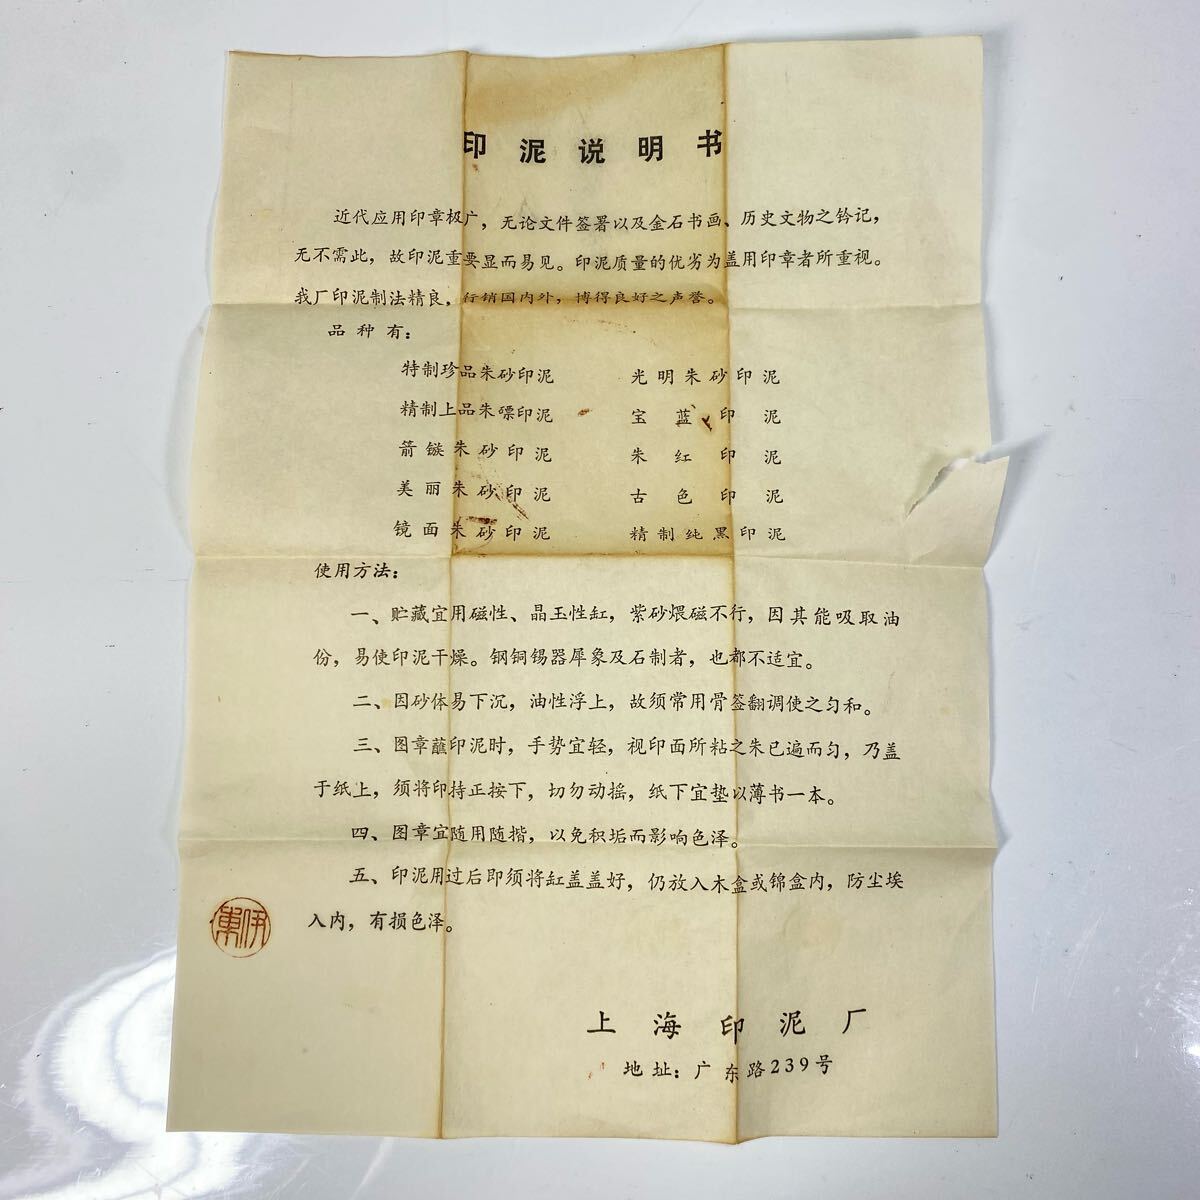 印泥说明书
近代应用印章极广，无论文件签署以及金石书画、历史文物之钤记，
无不需此，故印泥重要显而易见。印泥质量的优劣为盖用印章者所重视。
我厂印泥制法精良，行销国内外，博得良好之声誉。
品种有：
特制珍品朱砂印泥 光明朱砂印泥
精制上品朱磦印泥 宝蓝印泥
箭镞朱砂印泥 朱红印泥
美丽朱砂印泥 古色印泥
镜面朱砂印泥 精制纯黑印泥
使用方法：
一、贮藏宜用磁性、晶玉性缸，紫砂煨磁不行，因其能吸取油
份，易使印泥干燥。钢铜锡器犀象及石制者，也都不适宜。
二、因砂体易下沉，油性浮上，故须常用骨签翻调使之匀和。
三、图章蘸印泥时，手势宜轻，视印面所粘之朱已遍而匀，乃盖
于纸上，须将印持正按下，切勿动摇，纸下宜垫以薄书一本。
四、图章宜随用随揩，以免积垢而影响色泽。
五、印泥用过后即须将缸盖盖好，仍放入木盒或锦盒内，防尘埃
入内，有损色泽。
伊東
上海印泥厂
地址：广东路239号